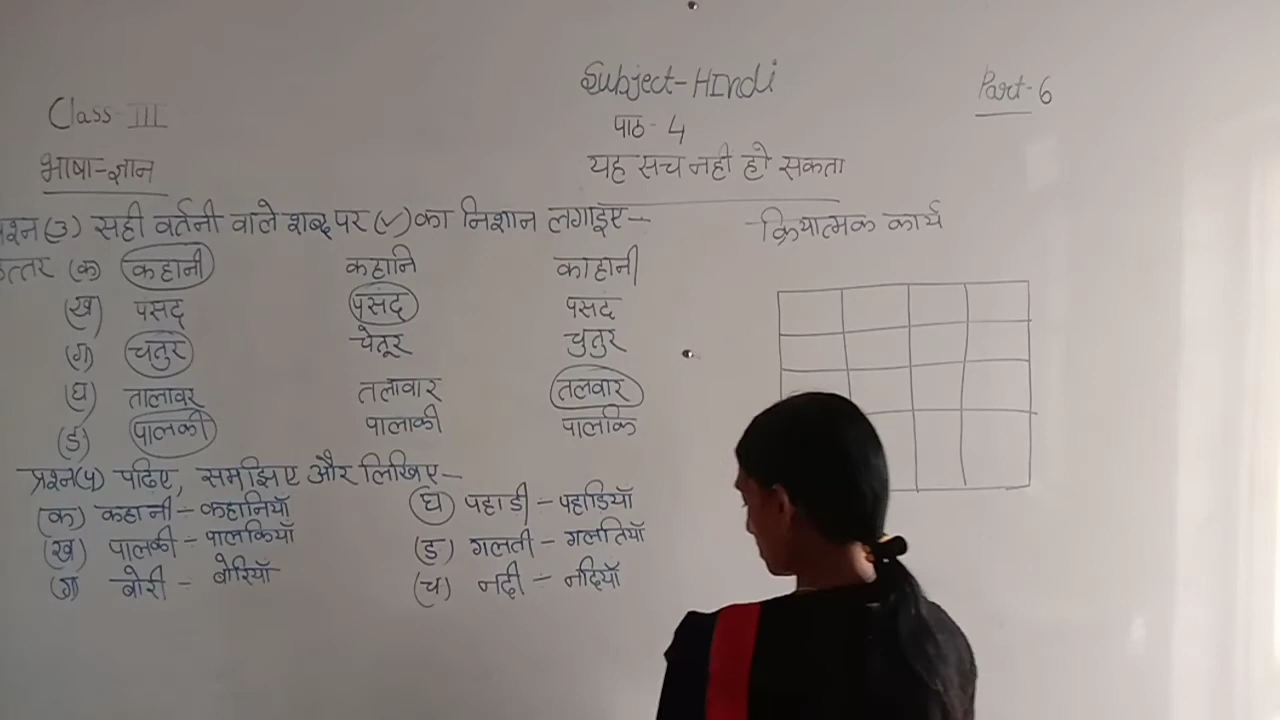 Subject-Hindi
Part-6
Class-III
पाठ- 4
यह सच नही हो सकता
भाषा-ज्ञान
प्रश्न(3) सही वर्तनी वाले शब्द पर (✓) का निशान लगाइए-
उत्तर (क) कहानी कहानि काहानी
(ख) पसद पसंद पसद
(ग) चतुर चेतूर चुतुर
(घ) तालावर तलावार तलवार
(ङ) पालकी पालाकी पालकि
प्रश्न(4) पढिए, समझिए और लिखिए-
(क) कहानी - कहानियाँ
(ख) पालकी - पालकियाँ
(ग) बोरी - बोरियाँ
(घ) पहाडी - पहाडियाँ
(ङ) गलती - गलतियाँ
(च) नदी - नदियाँ
-क्रियात्मक कार्य